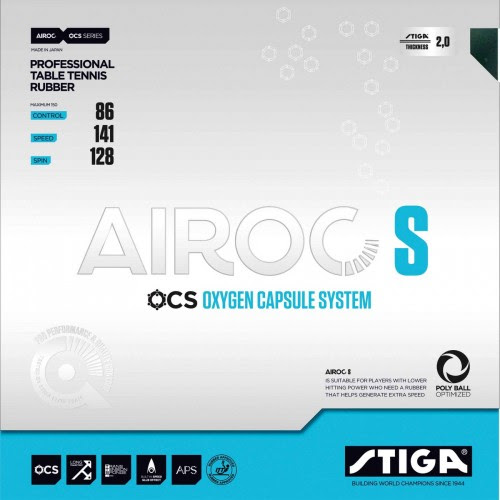 AIROC OCS SERIES
MADE IN JAPAN
PROFESSIONAL
TABLE TENNIS
RUBBER
MAXIMUM 150
CONTROL 86
SPEED 141
SPIN 128
STIGA
THICKNESS 2,0
AIROC S
OCS OXYGEN CAPSULE SYSTEM
AIROC S
IS SUITABLE FOR PLAYERS WITH LOWER
HITTING POWER WHO NEED A RUBBER
THAT HELPS GENERATE EXTRA SPEED
POLY BALL
OPTIMIZED
OCS
APS
STIGA
BUILDING WORLD CHAMPIONS SINCE 1944